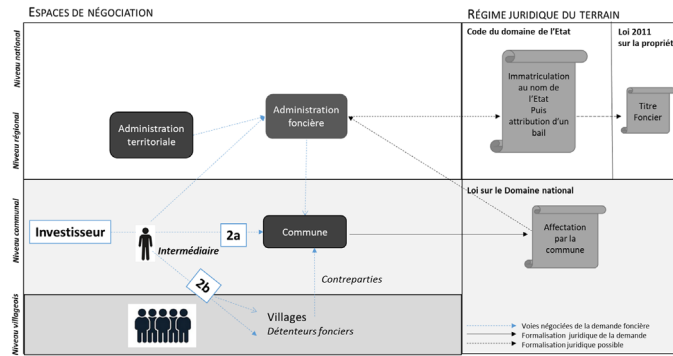 ESPACES DE NÉGOCIATION
RÉGIME JURIDIQUE DU TERRAIN
Code du domaine de l'Etat
Loi 2011
sur la propriét
Niveau national
Niveau régional
Niveau communal
Niveau villageois
Administration
territoriale
Administration
foncière
Immatriculation
au nom de
l'Etat
Puis
attribution d'un
bail
Titre
Foncier
Loi sur le Domaine national
Investisseur
Intermédiaire
2a
Commune
Affectation
par la
commune
2b
Contreparties
Villages
Détenteurs fonciers
Voies négociées de la demande foncière
Formalisation juridique de la demande
Formalisation juridique possible